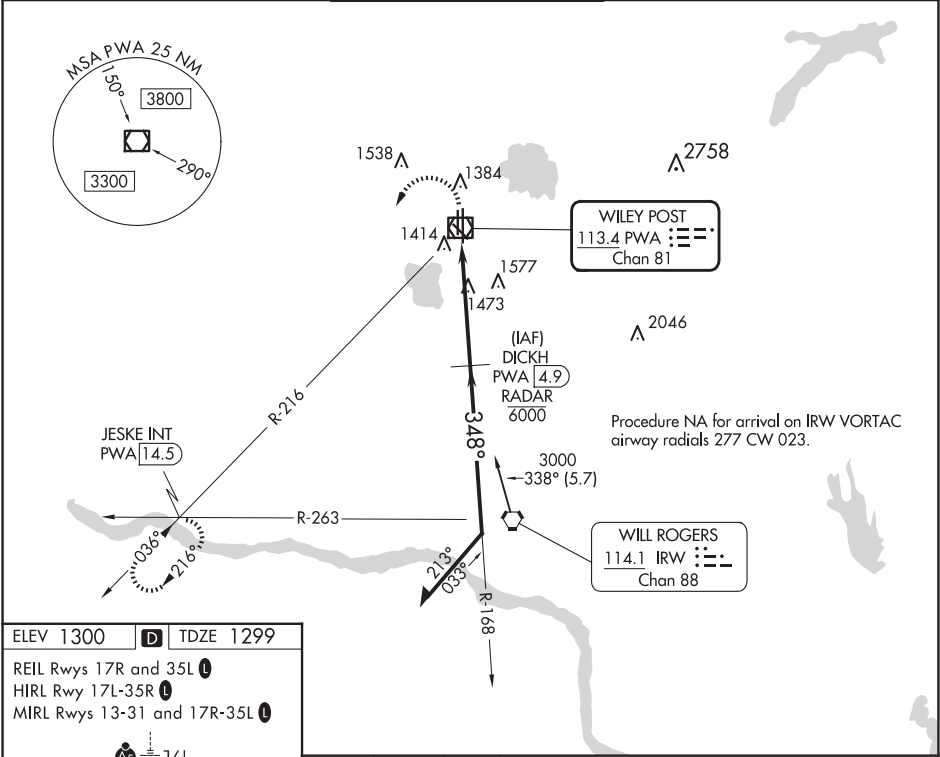 MSA PWA 25 NM
150°
3800
290°
3300
1538
1384
2758
1414
WILEY POST
113.4 PWA
Chan 81
1577
1473
2046
(IAF)
DICKH
PWA 4.9
RADAR
6000
R-216
348°
Procedure NA for arrival on IRW VORTAC
airway radials 277 CW 023.
JESKE INT
PWA 14.5
3000
338° (5.7)
R-263
WILL ROGERS
114.1 IRW
Chan 88
036°
216°
213°
033°
R-168
ELEV 1300 D TDZE 1299
REIL Rwys 17R and 35L L
HIRL Rwy 17L-35R L
MIRL Rwys 13-31 and 17R-35L L